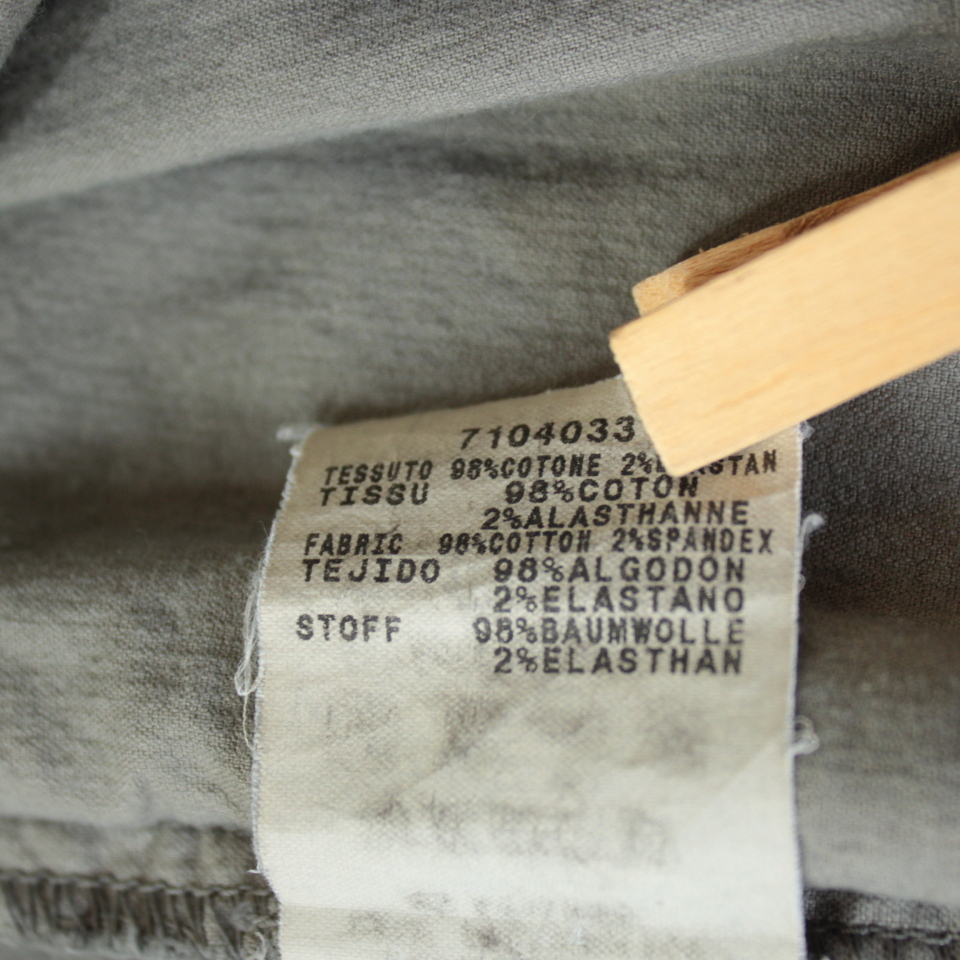 7104033
TESSUTO 98%COTONE 2%
TISSU 98%COTON
2%ALASTHANNE
FABRIC 98%COTTON 2%SPANDEX
TEJIDO 98%ALGODON
2%ELASTANO
STOFF 98%BAUMWOLLE
2%ELASTHAN